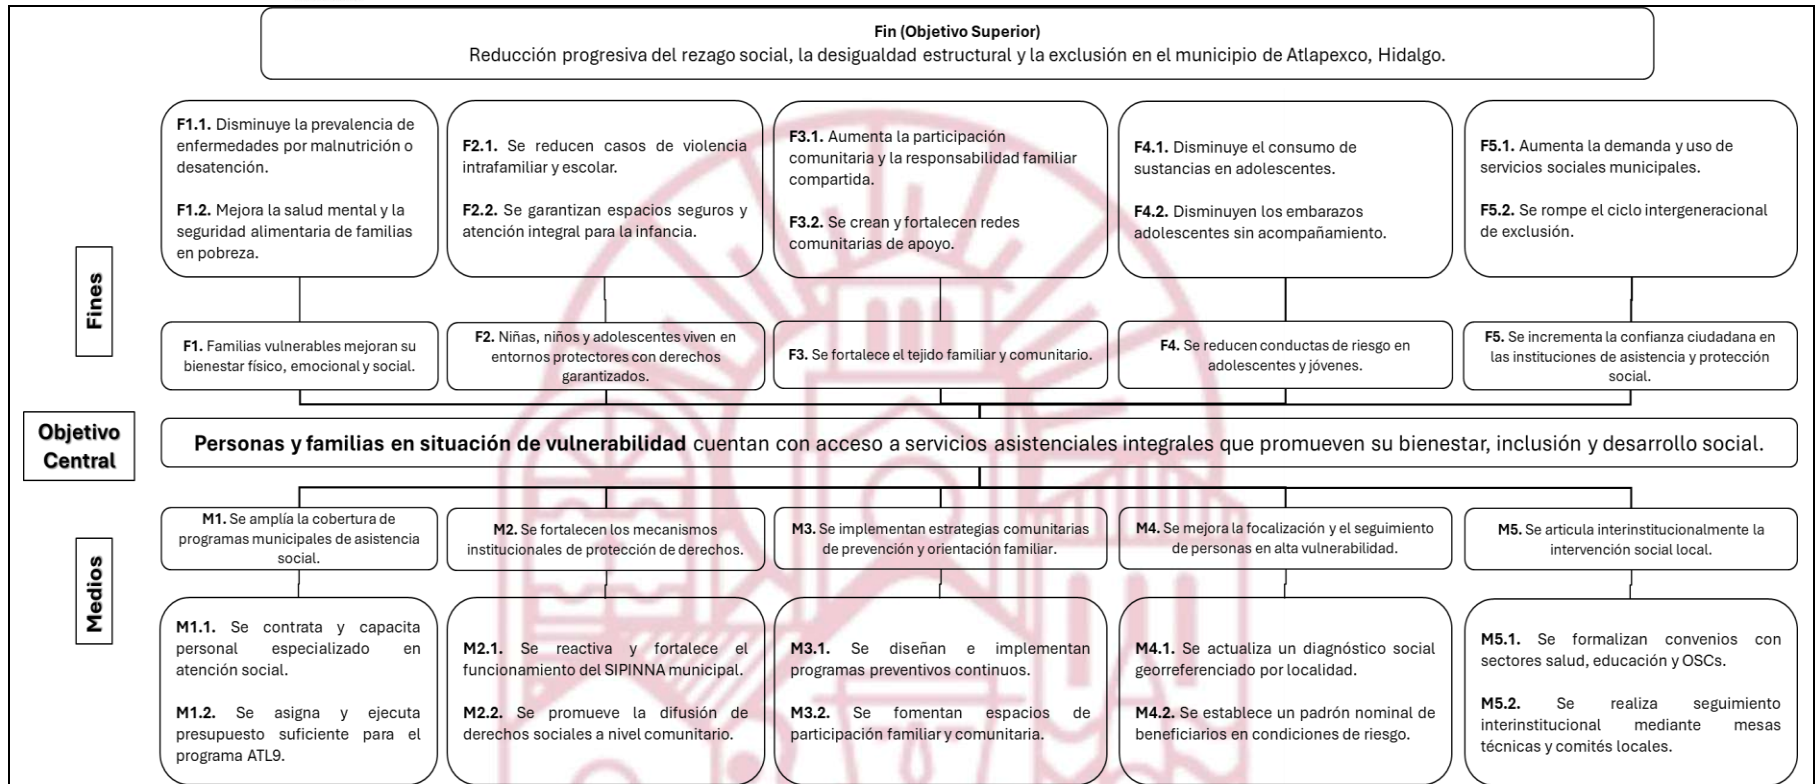 Fin (Objetivo Superior)
Reducción progresiva del rezago social, la desigualdad estructural y la exclusión en el municipio de Atlapexco, Hidalgo.
F1.1. Disminuye la prevalencia de
enfermedades por malnutrición o
desatención.
F1.2. Mejora la salud mental y la
seguridad alimentaria de familias
en pobreza.
F2.1. Se reducen casos de violencia
intrafamiliar y escolar.
F2.2. Se garantizan espacios seguros y
atención integral para la infancia.
F3.1. Aumenta la participación
comunitaria y la responsabilidad familiar
compartida.
F3.2. Se crean y fortalecen redes
comunitarias de apoyo.
F4.1. Disminuye el consumo de
sustancias en adolescentes.
F4.2. Disminuyen los embarazos
adolescentes sin acompañamiento.
F5.1. Aumenta la demanda y uso de
servicios sociales municipales.
F5.2. Se rompe el ciclo intergeneracional
de exclusión.
Fines
F1. Familias vulnerables mejoran su
bienestar físico, emocional y social.
F2. Niñas, niños y adolescentes viven en
entornos protectores con derechos
garantizados.
F3. Se fortalece el tejido familiar y comunitario.
F4. Se reducen conductas de riesgo en
adolescentes y jóvenes.
F5. Se incrementa la confianza ciudadana en
las instituciones de asistencia y protección
social.
Objetivo
Central
Personas y familias en situación de vulnerabilidad cuentan con acceso a servicios asistenciales integrales que promueven su bienestar, inclusión y desarrollo social.
Medios
M1. Se amplía la cobertura de
programas municipales de asistencia
social.
M2. Se fortalecen los mecanismos
institucionales de protección de derechos.
M3. Se implementan estrategias comunitarias
de prevención y orientación familiar.
M4. Se mejora la focalización y el seguimiento
de personas en alta vulnerabilidad.
M5. Se articula interinstitucionalmente la
intervención social local.
M1.1. Se contrata y capacita
personal especializado en
atención social.
M1.2. Se asigna y ejecuta
presupuesto suficiente para el
programa ATL9.
M2.1. Se reactiva y fortalece el
funcionamiento del SIPINNA municipal.
M2.2. Se promueve la difusión de
derechos sociales a nivel comunitario.
M3.1. Se diseñan e implementan
programas preventivos continuos.
M3.2. Se fomentan espacios de
participación familiar y comunitaria.
M4.1. Se actualiza un diagnóstico social
georreferenciado por localidad.
M4.2. Se establece un padrón nominal de
beneficiarios en condiciones de riesgo.
M5.1. Se formalizan convenios con
sectores salud, educación y OSCs.
M5.2. Se realiza seguimiento
interinstitucional mediante mesas
técnicas y comités locales.